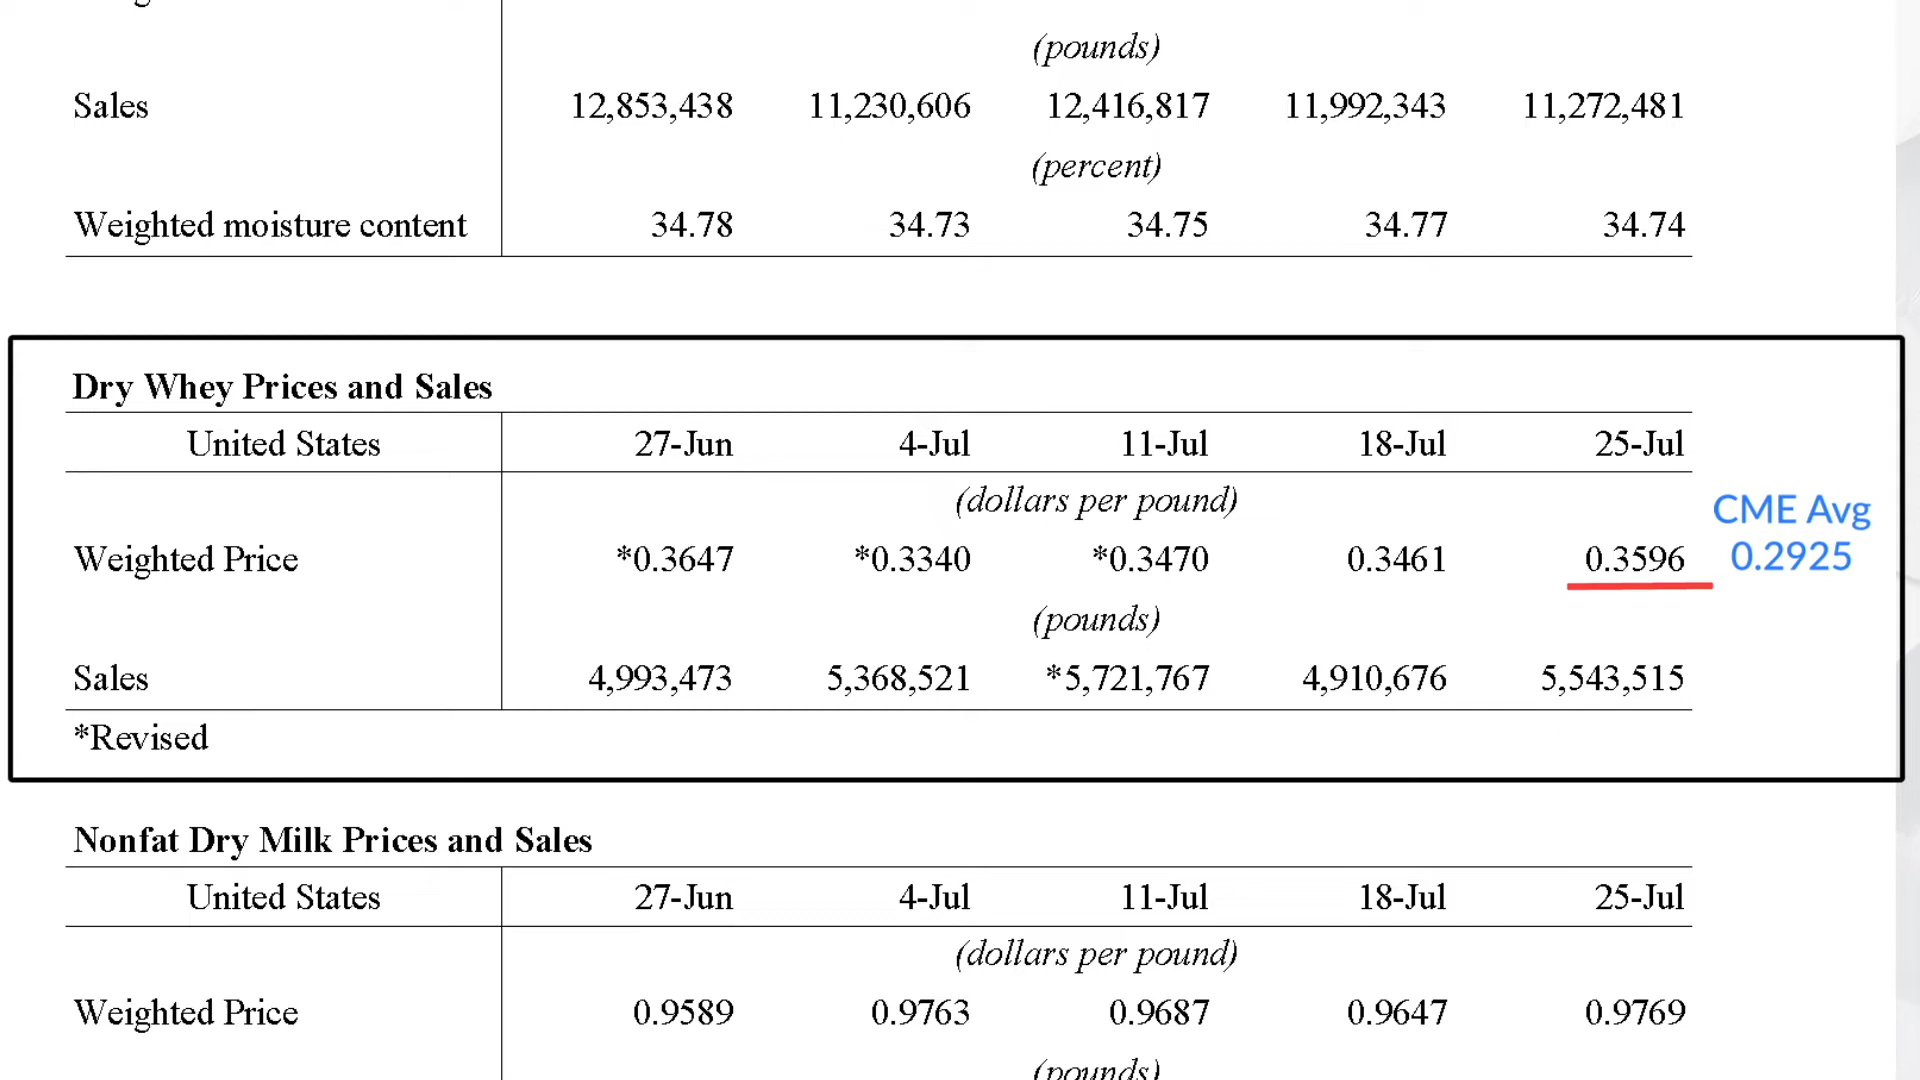 (pounds)
Sales 12,853,438 11,230,606 12,416,817 11,992,343 11,272,481
(percent)
Weighted moisture content 34.78 34.73 34.75 34.77 34.74
Dry Whey Prices and Sales
United States 27-Jun 4-Jul 11-Jul 18-Jul 25-Jul
(dollars per pound)
CME Avg
Weighted Price *0.3647 *0.3340 *0.3470 0.3461 0.3596 0.2925
(pounds)
Sales 4,993,473 5,368,521 *5,721,767 4,910,676 5,543,515
*Revised
Nonfat Dry Milk Prices and Sales
United States 27-Jun 4-Jul 11-Jul 18-Jul 25-Jul
(dollars per pound)
Weighted Price 0.9589 0.9763 0.9687 0.9647 0.9769
(pounds)